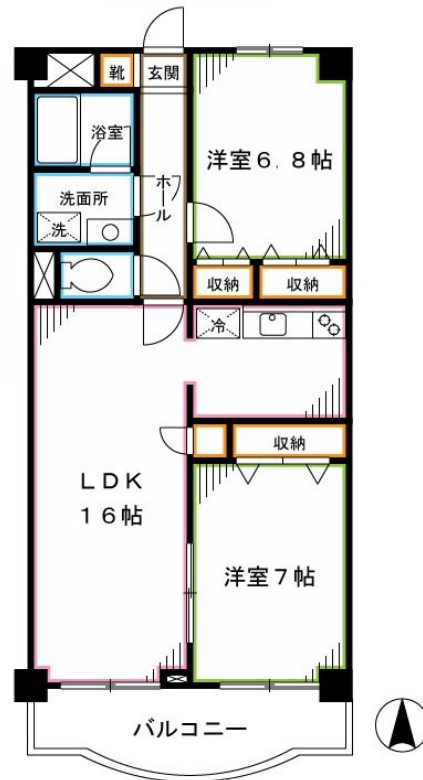 靴
玄関
浴室
洋室6.8帖
洗面所
ホール
洗
収納
収納
冷
収納
LDK
16帖
洋室7帖
バルコニー